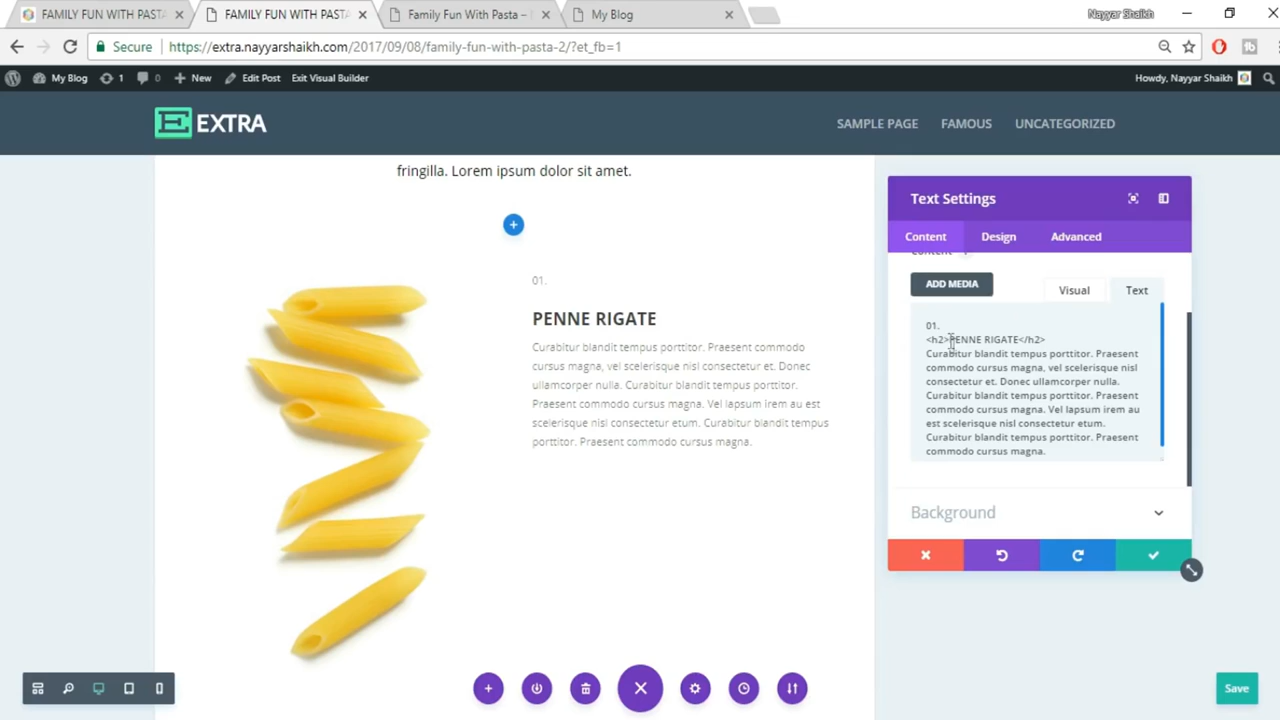 FAMILY FUN WITH PASTA
FAMILY FUN WITH PASTA
Family Fun With Pasta –
My Blog
Nayyar Shaikh
Secure
https://extra.nayyarshaikh.com/2017/09/08/family-fun-with-pasta-2/?et_fb=1
My Blog
1
0
New
Edit Post
Exit Visual Builder
Howdy, Nayyar Shaikh
E EXTRA
SAMPLE PAGE
FAMOUS
UNCATEGORIZED
fringilla. Lorem ipsum dolor sit amet.
01.
PENNE RIGATE
Curabitur blandit tempus porttitor. Praesent commodo
cursus magna, vel scelerisque nisl consectetur et. Donec
ullamcorper nulla. Curabitur blandit tempus porttitor.
Praesent commodo cursus magna. Vel lapsum irem au est
scelerisque nisl consectetur etum. Curabitur blandit tempus
porttitor. Praesent commodo cursus magna.
Text Settings
Content
Design
Advanced
Content
ADD MEDIA
Visual
Text
01.
<h2>PENNE RIGATE</h2>
Curabitur blandit tempus porttitor. Praesent
commodo cursus magna, vel scelerisque nisl
consectetur et. Donec ullamcorper nulla.
Curabitur blandit tempus porttitor. Praesent
commodo cursus magna. Vel lapsum irem au
est scelerisque nisl consectetur etum.
Curabitur blandit tempus porttitor. Praesent
commodo cursus magna.
Background
Save